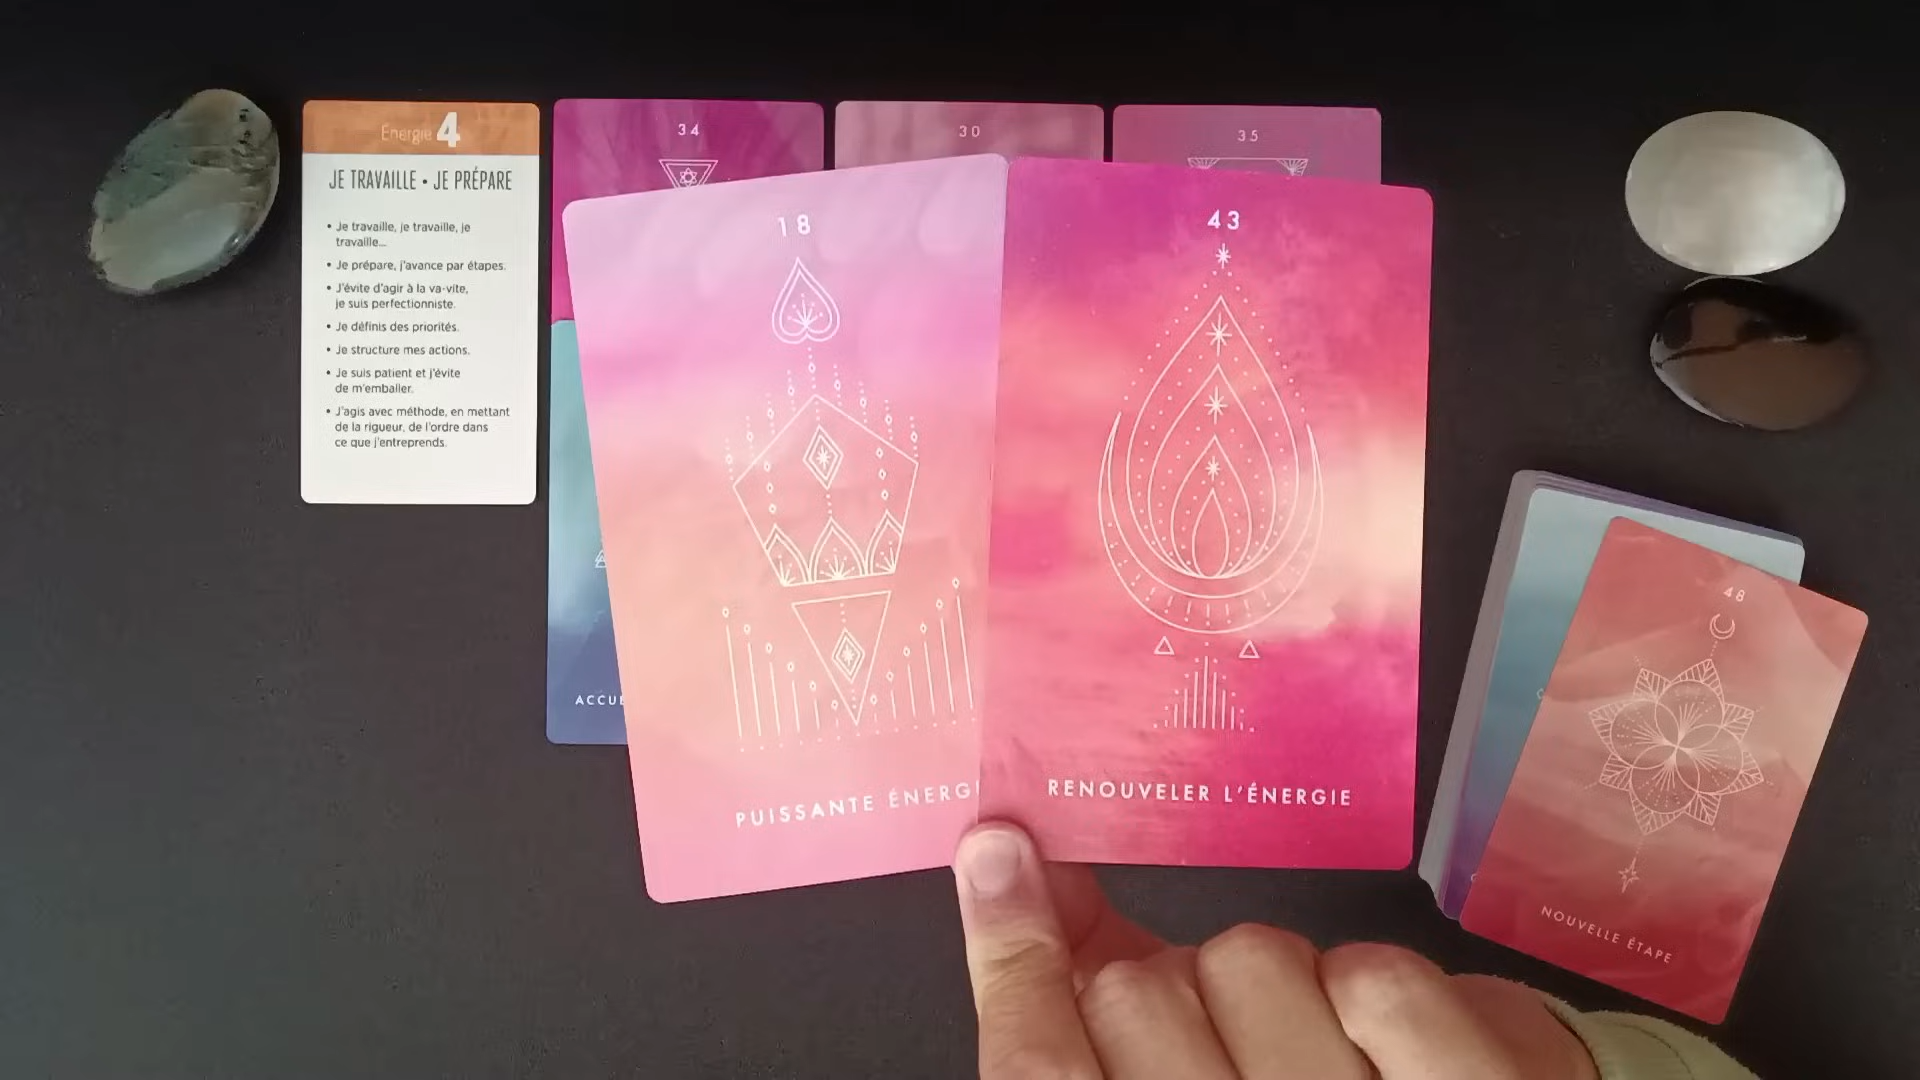 Énergie 4
JE TRAVAILLE • JE PRÉPARE
• Je travaille, je travaille, je
travaille...
• Je prépare, j'avance par étapes.
• J'évite d'agir à la va-vite,
je suis perfectionniste.
• Je définis des priorités.
• Je structure mes actions.
• Je suis patient et j'évite
de m'emballer.
• J'agis avec méthode, en mettant
de la rigueur, de l'ordre dans
ce que j'entreprends.
34
30
35
18
PUISSANTE ÉNERGI
43
RENOUVELER L'ÉNERGIE
ACCUE
48
NOUVELLE ÉTAPE